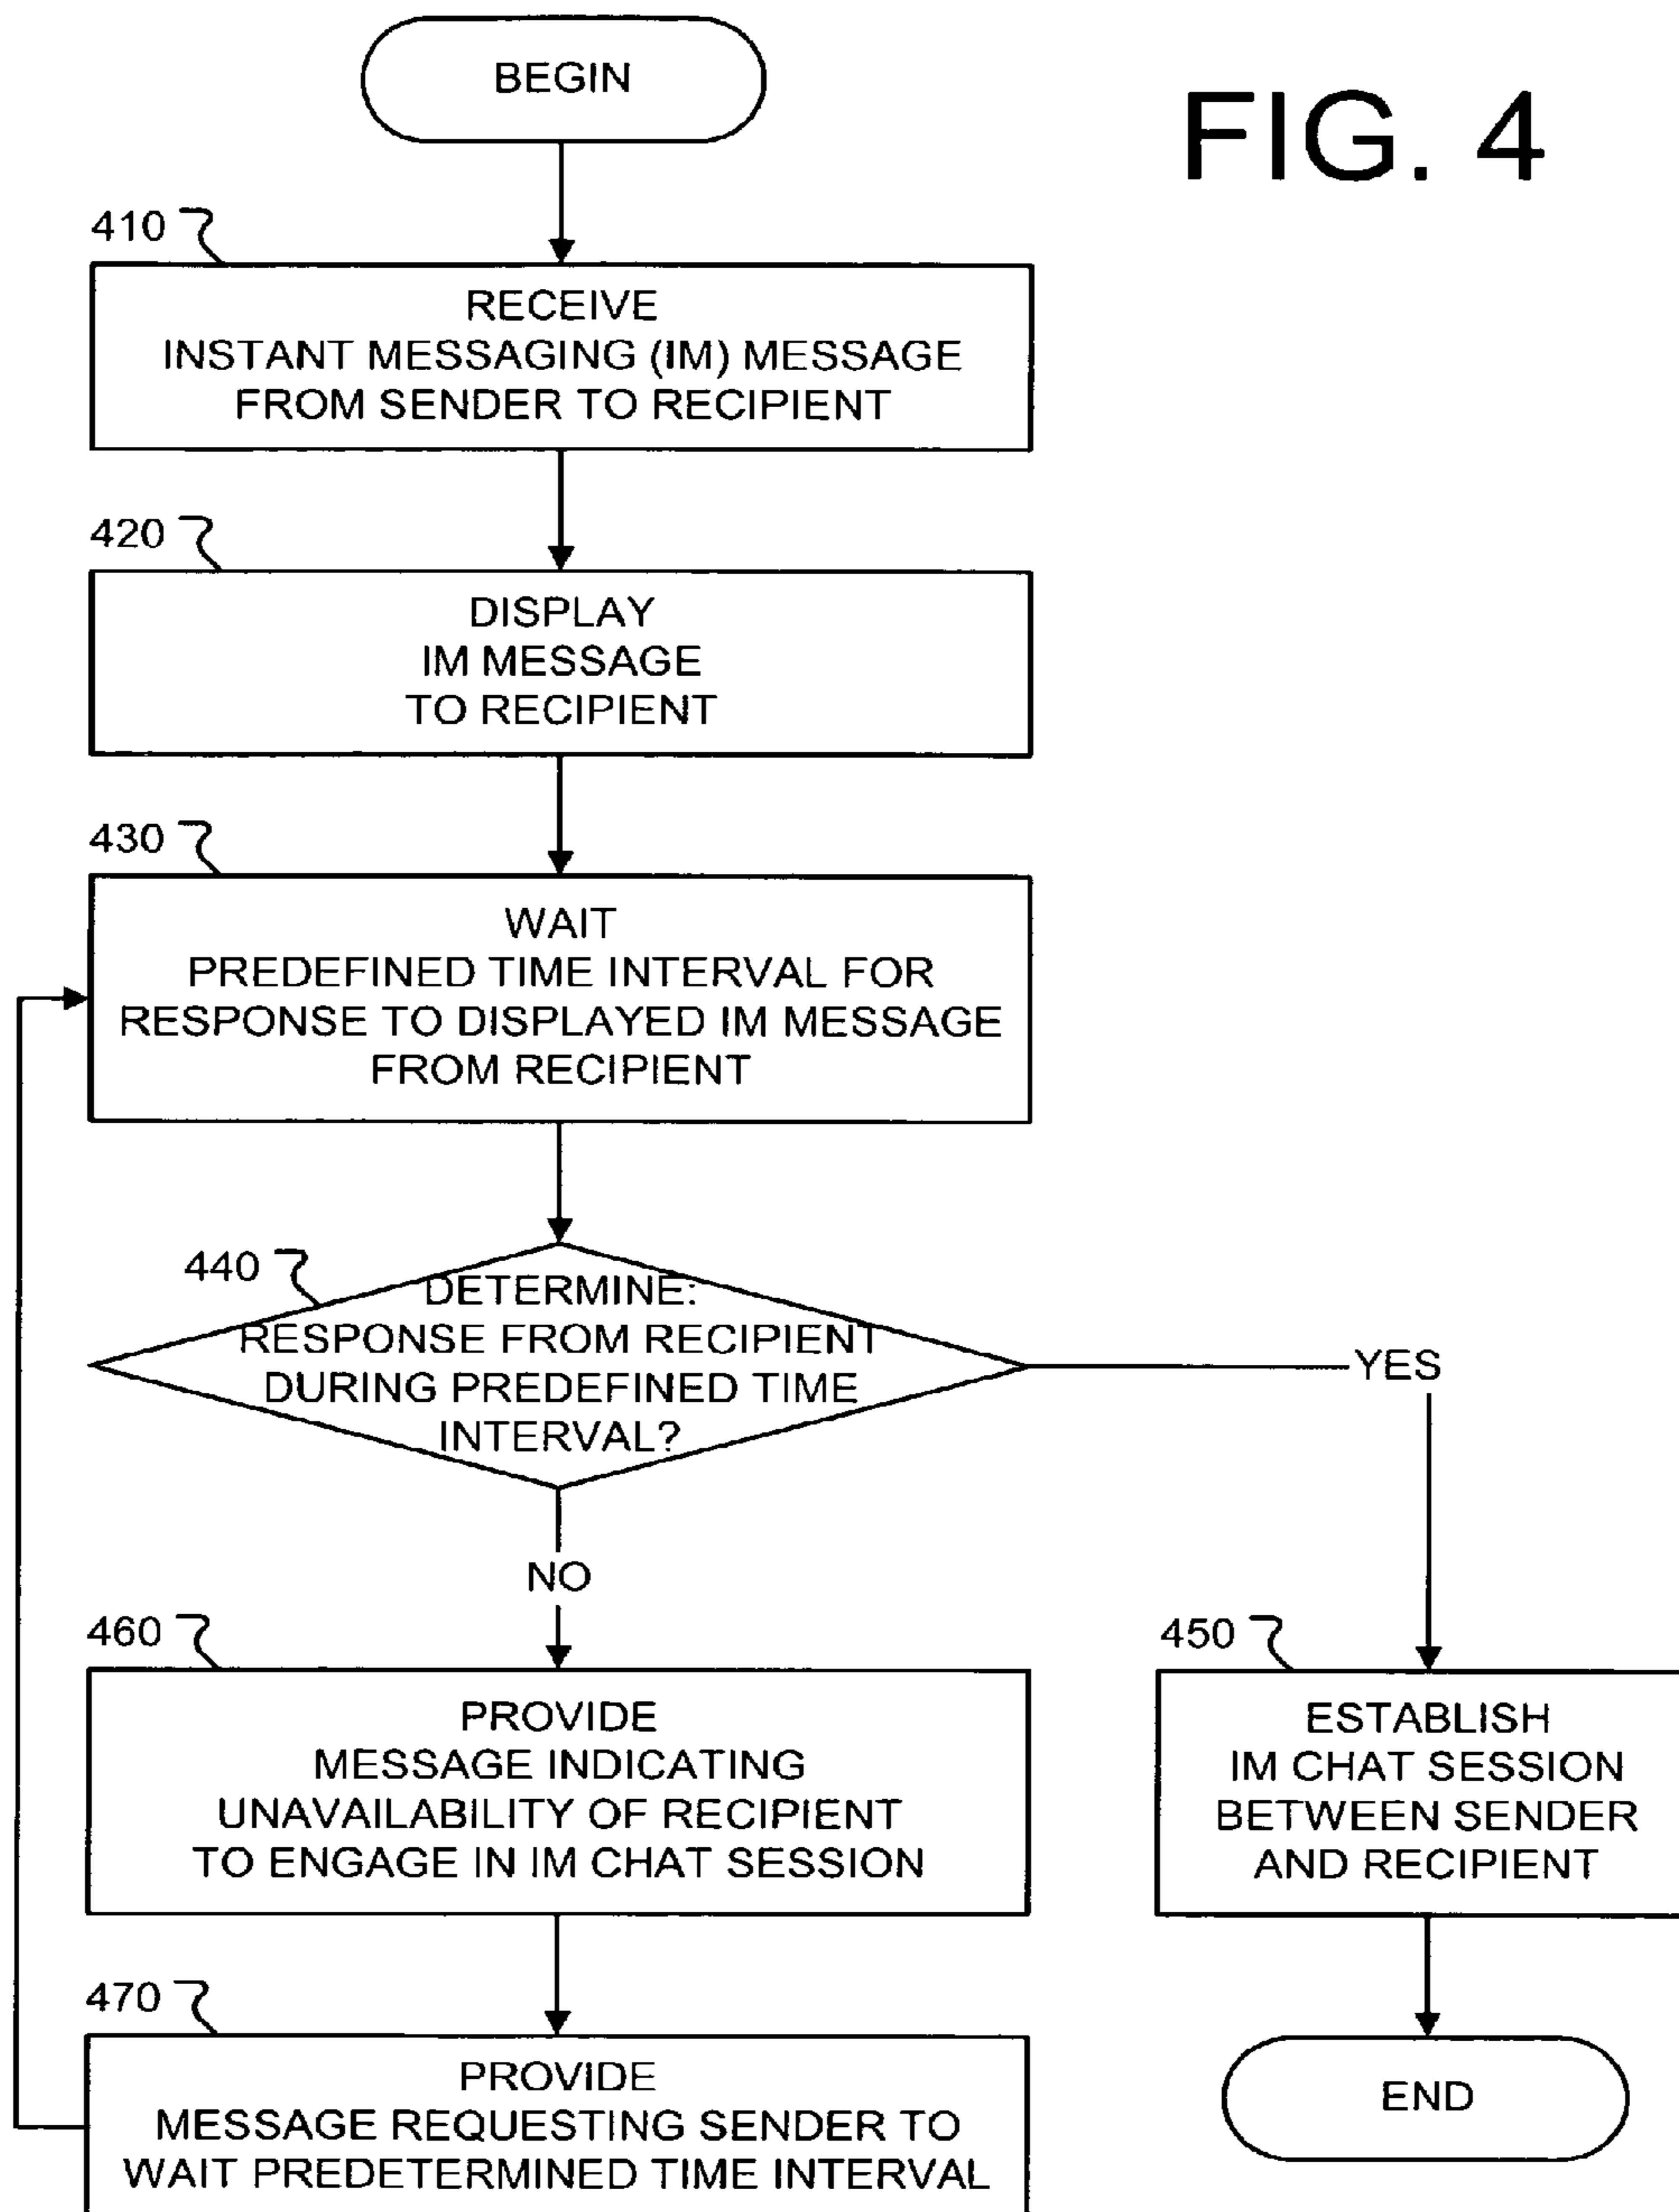 BEGIN
FIG. 4
410
RECEIVE
INSTANT MESSAGING (IM) MESSAGE
FROM SENDER TO RECIPIENT
420
DISPLAY
IM MESSAGE
TO RECIPIENT
430
WAIT
PREDEFINED TIME INTERVAL FOR
RESPONSE TO DISPLAYED IM MESSAGE
FROM RECIPIENT
440
DETERMINE:
RESPONSE FROM RECIPIENT
DURING PREDEFINED TIME
INTERVAL?
YES
NO
460
PROVIDE
MESSAGE INDICATING
UNAVAILABILITY OF RECIPIENT
TO ENGAGE IN IM CHAT SESSION
450
ESTABLISH
IM CHAT SESSION
BETWEEN SENDER
AND RECIPIENT
470
PROVIDE
MESSAGE REQUESTING SENDER TO
WAIT PREDETERMINED TIME INTERVAL
END